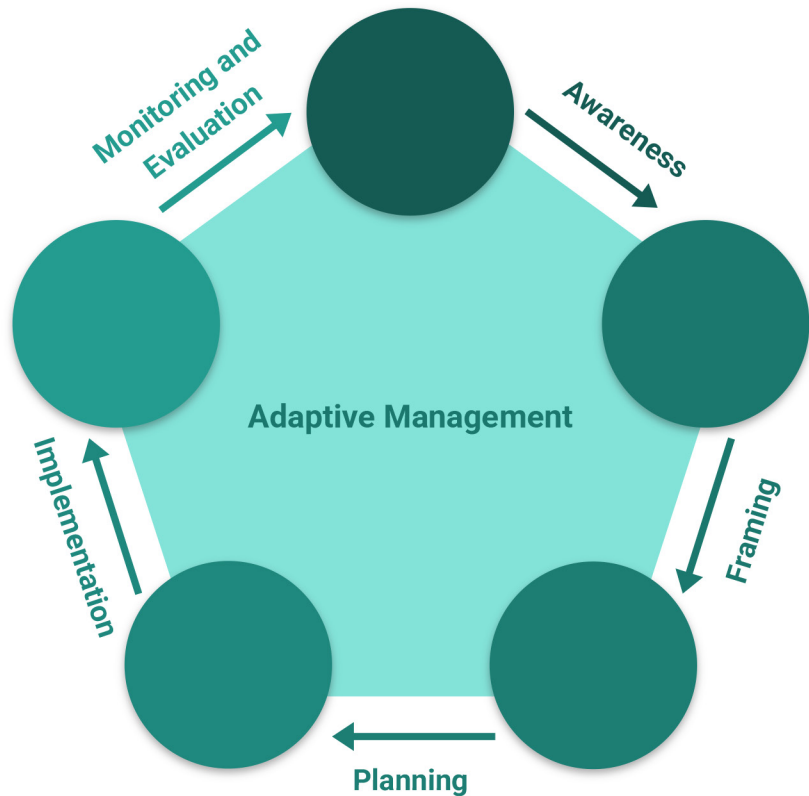 Monitoring and
Evaluation
Awareness
Adaptive Management
Implementation
Framing
Planning